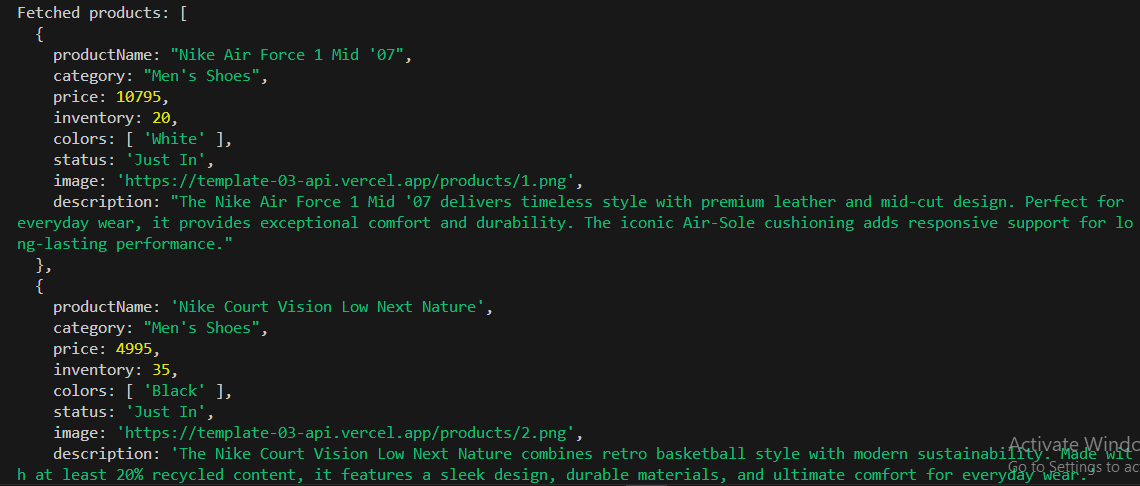 Fetched products: [
  {
    productName: "Nike Air Force 1 Mid '07",
    category: "Men's Shoes",
    price: 10795,
    inventory: 20,
    colors: [ 'White' ],
    status: 'Just In',
    image: 'https://template-03-api.vercel.app/products/1.png',
    description: "The Nike Air Force 1 Mid '07 delivers timeless style with premium leather and mid-cut design. Perfect for
everyday wear, it provides exceptional comfort and durability. The iconic Air-Sole cushioning adds responsive support for lo
ng-lasting performance."
  },
  {
    productName: 'Nike Court Vision Low Next Nature',
    category: "Men's Shoes",
    price: 4995,
    inventory: 35,
    colors: [ 'Black' ],
    status: 'Just In',
    image: 'https://template-03-api.vercel.app/products/2.png',
    description: 'The Nike Court Vision Low Next Nature combines retro basketball style with modern sustainability. Made wit
h at least 20% recycled content, it features a sleek design, durable materials, and ultimate comfort for everyday wear.'
Activate Windo
Go to Settings to ac